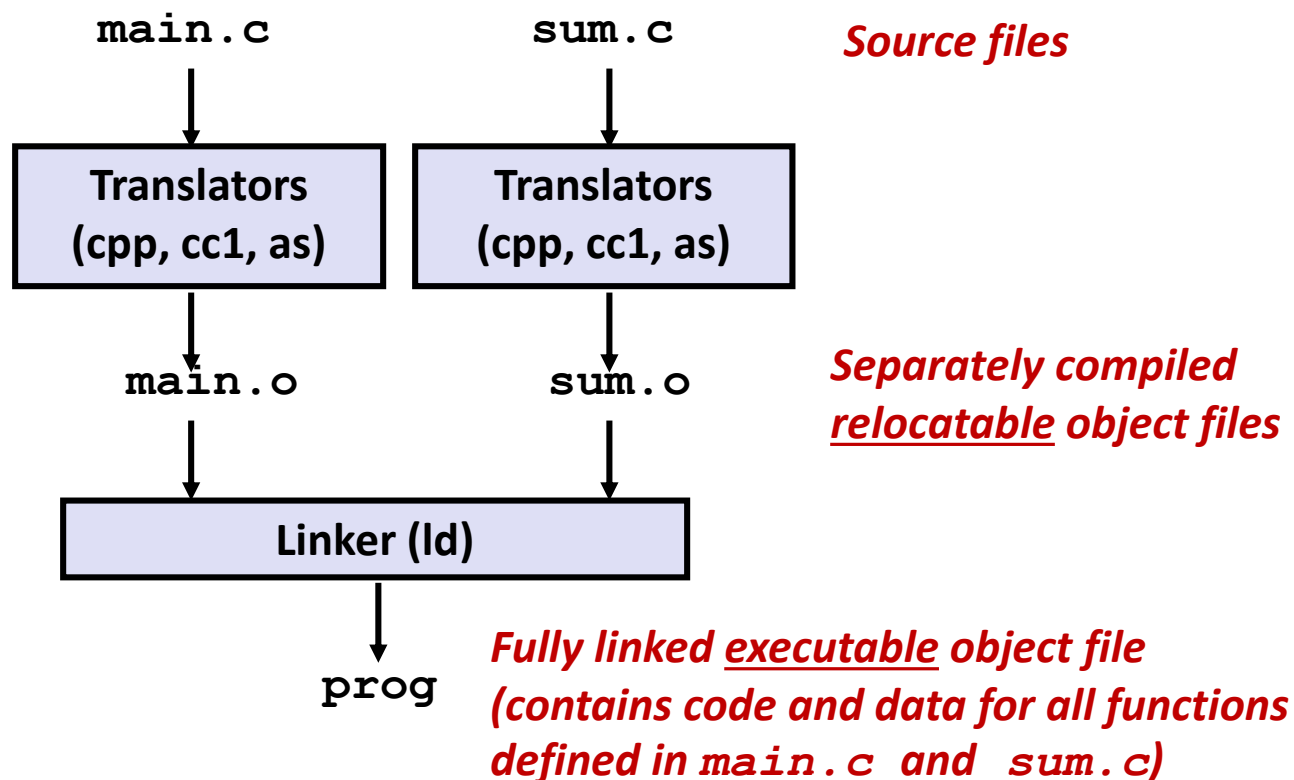 main.c
sum.c
Source files
Translators
(cpp, cc1, as)
Translators
(cpp, cc1, as)
main.o
sum.o
Separately compiled
relocatable object files
Linker (ld)
prog
Fully linked executable object file
(contains code and data for all functions
defined in main.c and sum.c)